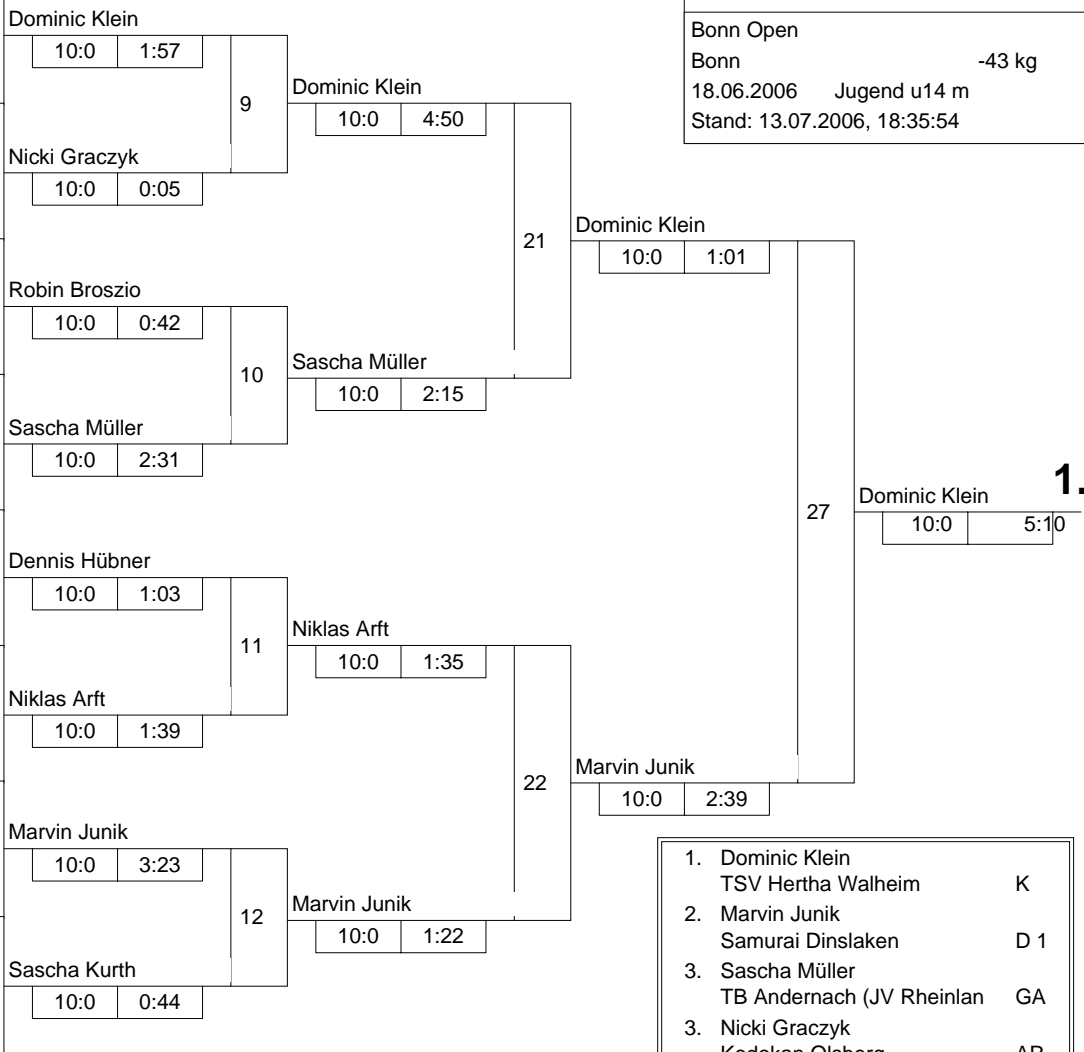 Dominic Klein
10:0 1:57
9
Nicki Graczyk
10:0 0:05
Robin Broszio
10:0 0:42
10
Sascha Müller
10:0 2:31
Dennis Hübner
10:0 1:03
11
Niklas Arft
10:0 1:39
Marvin Junik
10:0 3:23
12
Sascha Kurth
10:0 0:44
Dominic Klein
10:0 4:50
21
Sascha Müller
10:0 2:15
Niklas Arft
10:0 1:35
22
Marvin Junik
10:0 1:22
Dominic Klein
10:0 1:01
27
Marvin Junik
10:0 2:39
Dominic Klein 1.
10:0 5:10
Bonn Open
Bonn -43 kg
18.06.2006 Jugend u14 m
Stand: 13.07.2006, 18:35:54
1. Dominic Klein
TSV Hertha Walheim K
2. Marvin Junik
Samurai Dinslaken D 1
3. Sascha Müller
TB Andernach (JV Rheinlan GA
3. Nicki Graczyk